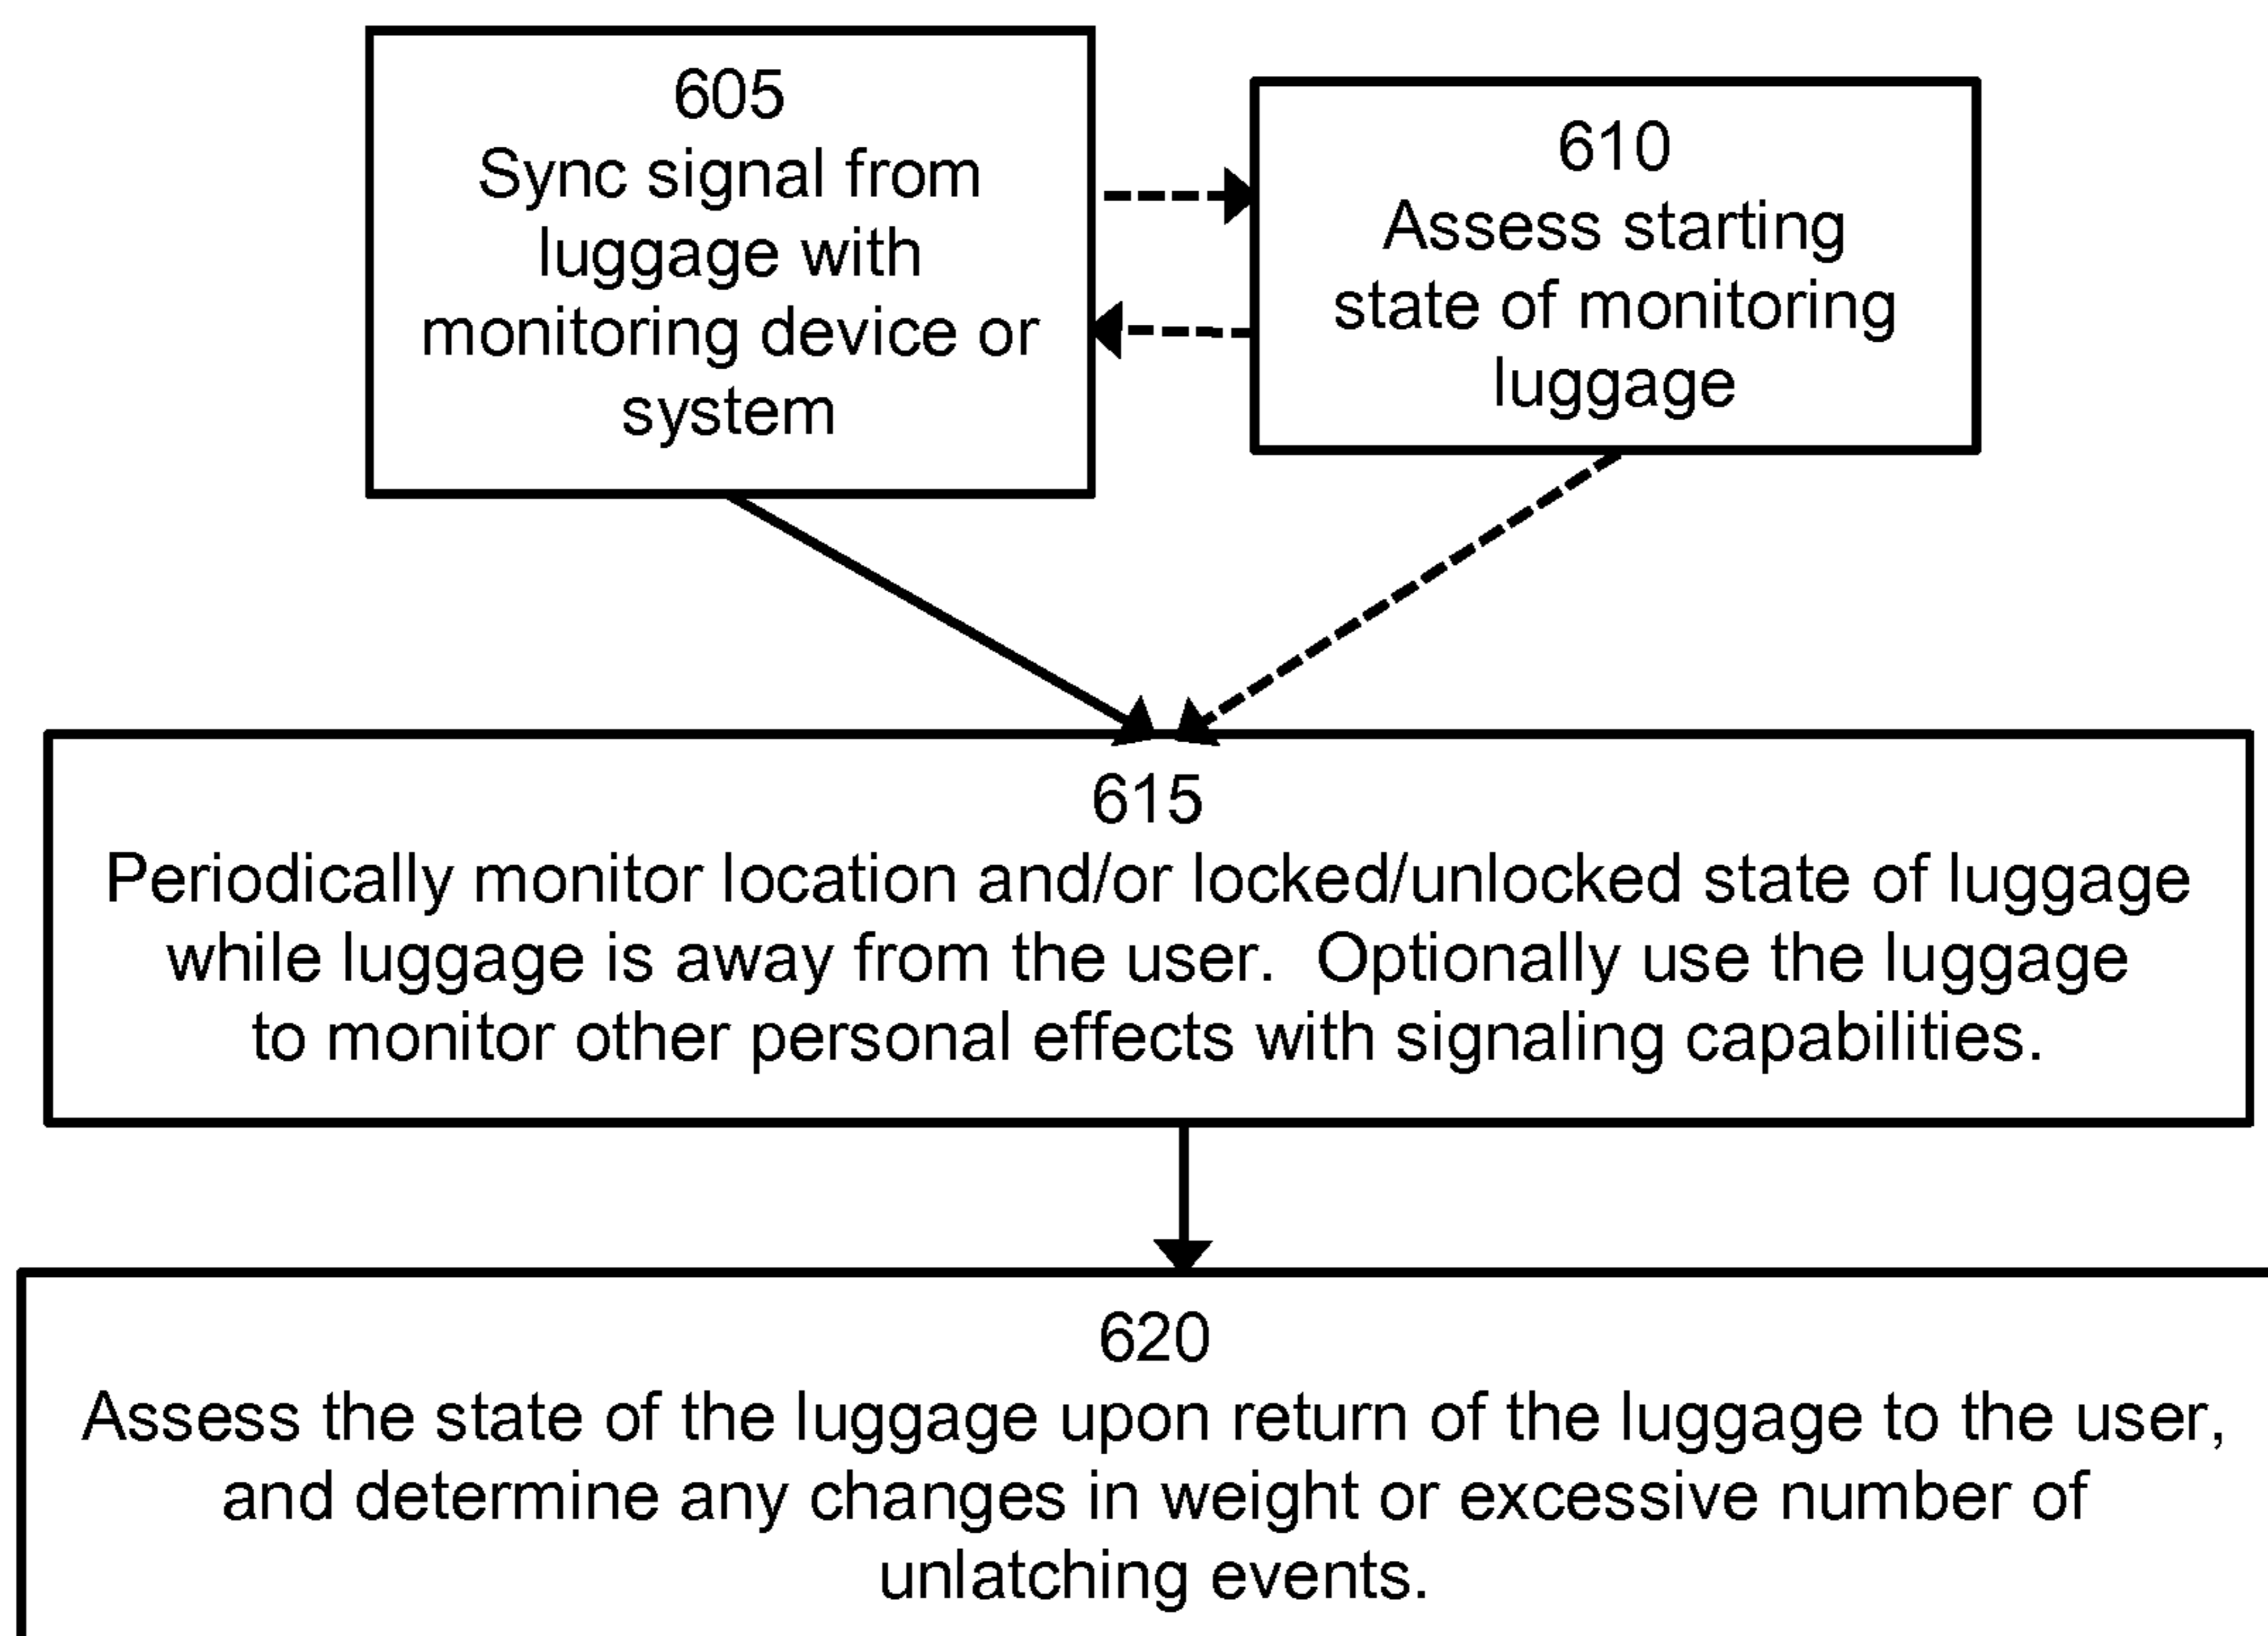 605
Sync signal from
luggage with
monitoring device or
system
610
Assess starting
state of monitoring
luggage
615
Periodically monitor location and/or locked/unlocked state of luggage
while luggage is away from the user.  Optionally use the luggage
to monitor other personal effects with signaling capabilities.
620
Assess the state of the luggage upon return of the luggage to the user,
and determine any changes in weight or excessive number of
unlatching events.